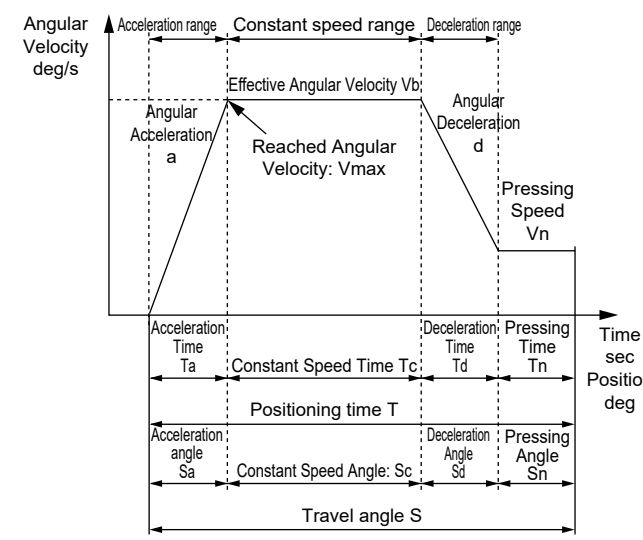 Angular
Velocity
deg/s
Acceleration range
Constant speed range
Deceleration range
Effective Angular Velocity Vb
Angular
Acceleration
a
Reached Angular
Velocity: Vmax
Angular
Deceleration
d
Pressing
Speed
Vn
Acceleration
Time
Ta
Constant Speed Time Tc
Deceleration
Time
Td
Pressing
Time
Tn
Time
sec
Positio
deg
Positioning time T
Acceleration
angle
Sa
Constant Speed Angle: Sc
Deceleration
Angle
Sd
Pressing
Angle
Sn
Travel angle S